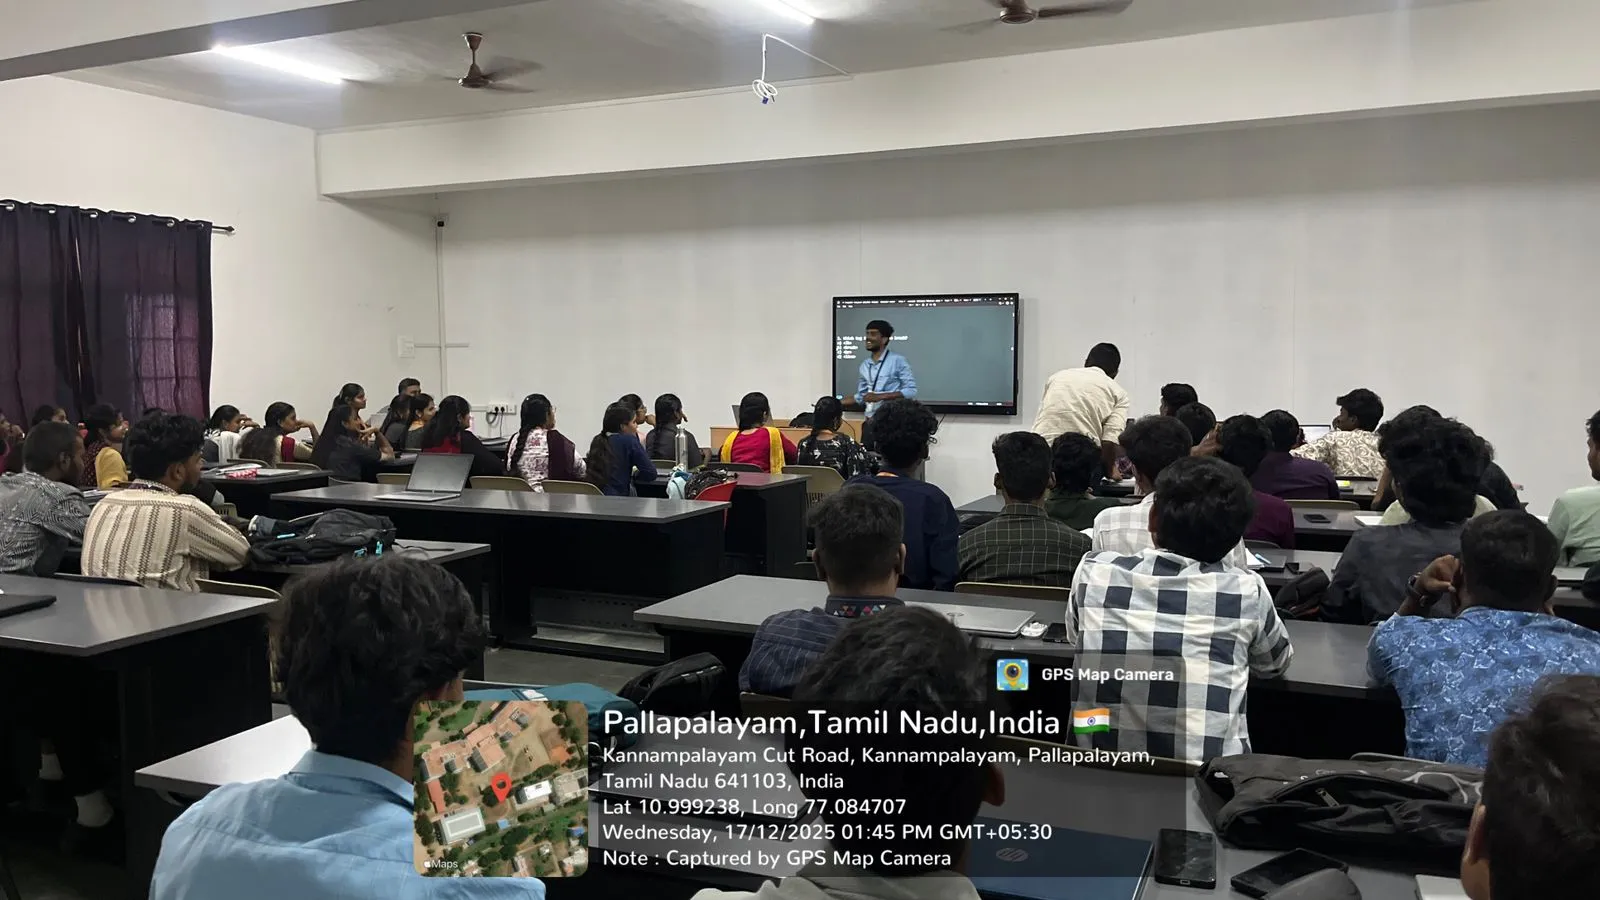 GPS Map Camera
Pallapalayam,Tamil Nadu,India
Kannampalayam Cut Road, Kannampalayam, Pallapalayam,
Tamil Nadu 641103, India
Lat 10.999238, Long 77.084707
Wednesday, 17/12/2025 01:45 PM GMT+05:30
Note : Captured by GPS Map Camera
Maps
hp